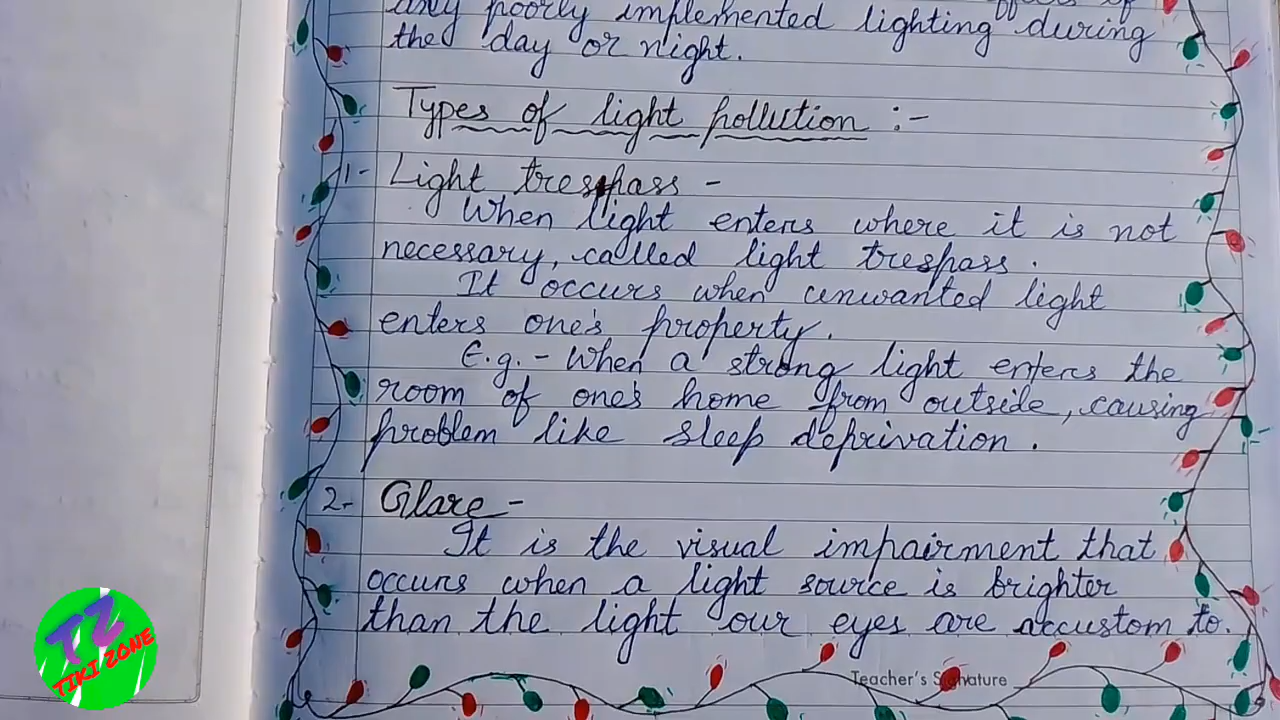 any poorly implemented lighting during
the day or night.
Types of light pollution :-
1- Light trespass -
When light enters where it is not
necessary, called light trespass.
It occurs when unwanted light
enters one's property.
E.g. - When a strong light enters the
room of one's home from outside, causing
problem like sleep deprivation.
2- Glare -
It is the visual impairment that
occurs when a light source is brighter
than the light our eyes are accustom to.
Teacher's Signature
TZ
TIKI ZONE